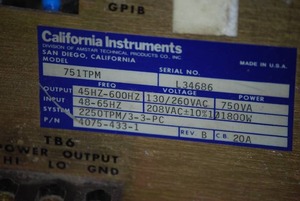 GPIB
California Instruments
DIVISION OF AMSTAR TECHNICAL PRODUCTS CO., INC.
SAN DIEGO, CALIFORNIA MADE IN U.S.A.
MODEL SERIAL NO.
751TPM L34686
FREQ VOLTAGE POWER
OUTPUT 45HZ-600HZ 130/260VAC 750VA
INPUT 48-65HZ 208VAC±10%1Ø 1800W
SYSTEM 2250TPM/3-3-PC
P/N 4075-433-1 REV B C.B. 20A
TB6
POWER OUTPUT
HI LO GND